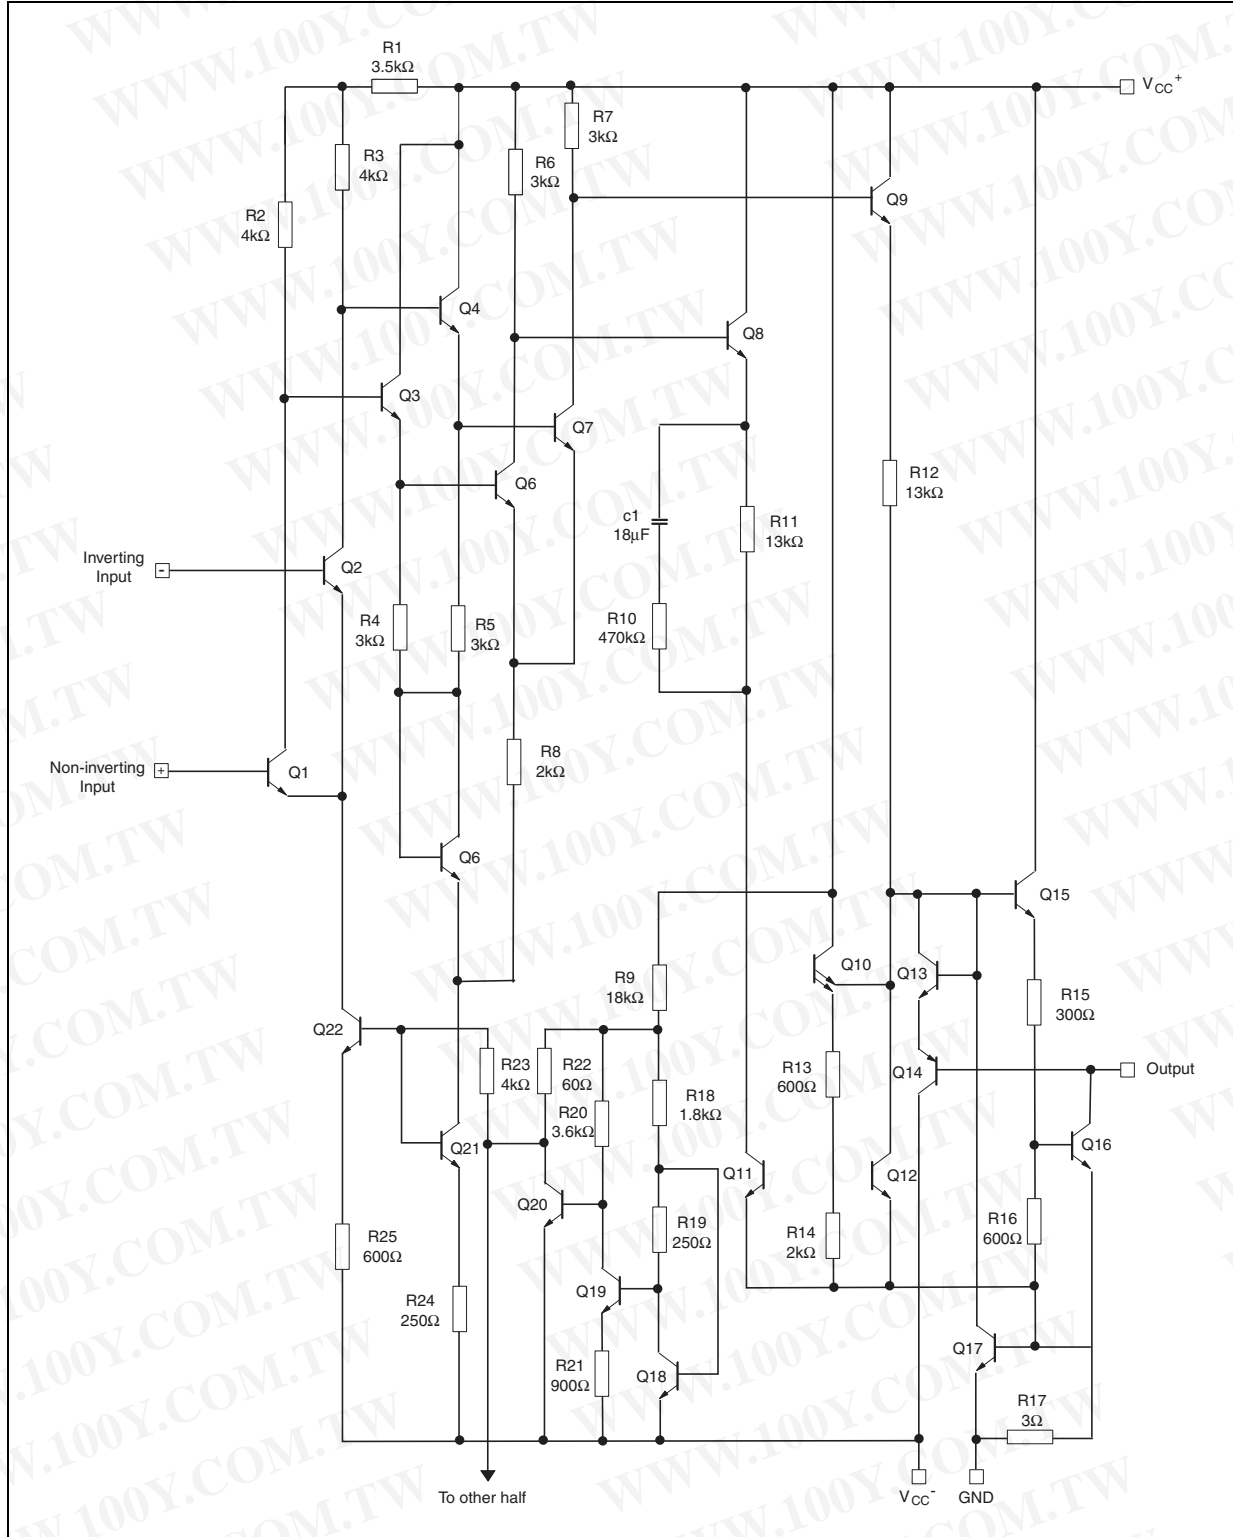 R1
3.5kΩ
VCC+
R7
3kΩ
R3
4kΩ
R6
3kΩ
Q9
R2
4kΩ
Q4
Q8
Q3
Q7
R12
13kΩ
Q6
c1
18µF
R11
13kΩ
Inverting
Input
-
Q2
R4
3kΩ
R5
3kΩ
R10
470kΩ
Non-inverting
Input
+
Q1
R8
2kΩ
Q6
Q15
R9
18kΩ
Q10
Q13
R15
300Ω
Q22
R23
4kΩ
R22
60Ω
R13
600Ω
Q14
Output
R20
3.6kΩ
R18
1.8kΩ
Q21
Q11
Q12
Q16
Q20
R19
250Ω
R14
2kΩ
R16
600Ω
R25
600Ω
Q19
R24
250Ω
R21
900Ω
Q18
Q17
R17
3Ω
To other half
VCC-
GND
WWW.100Y.COM.TW